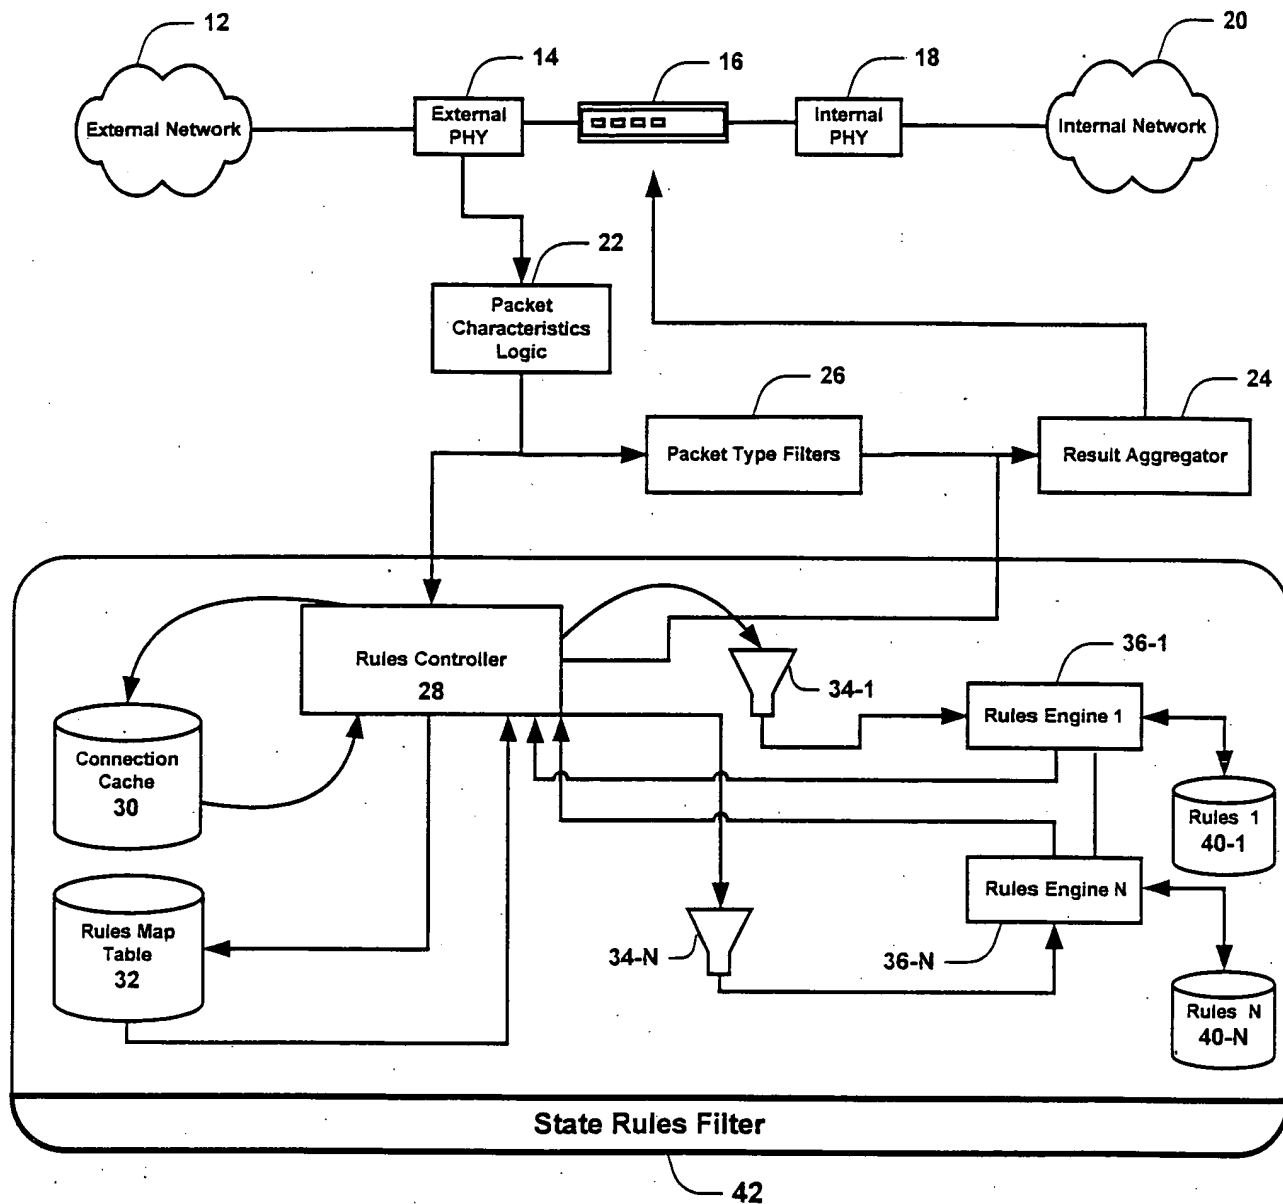 12
14
16
18
20
External Network
External
PHY
Internal
PHY
Internal Network
22
Packet
Characteristics
Logic
26
24
Packet Type Filters
Result Aggregator
Rules Controller
28
34-1
36-1
Rules Engine 1
Connection
Cache
30
Rules 1
40-1
Rules Engine N
Rules Map
Table
32
34-N
36-N
Rules N
40-N
State Rules Filter
42